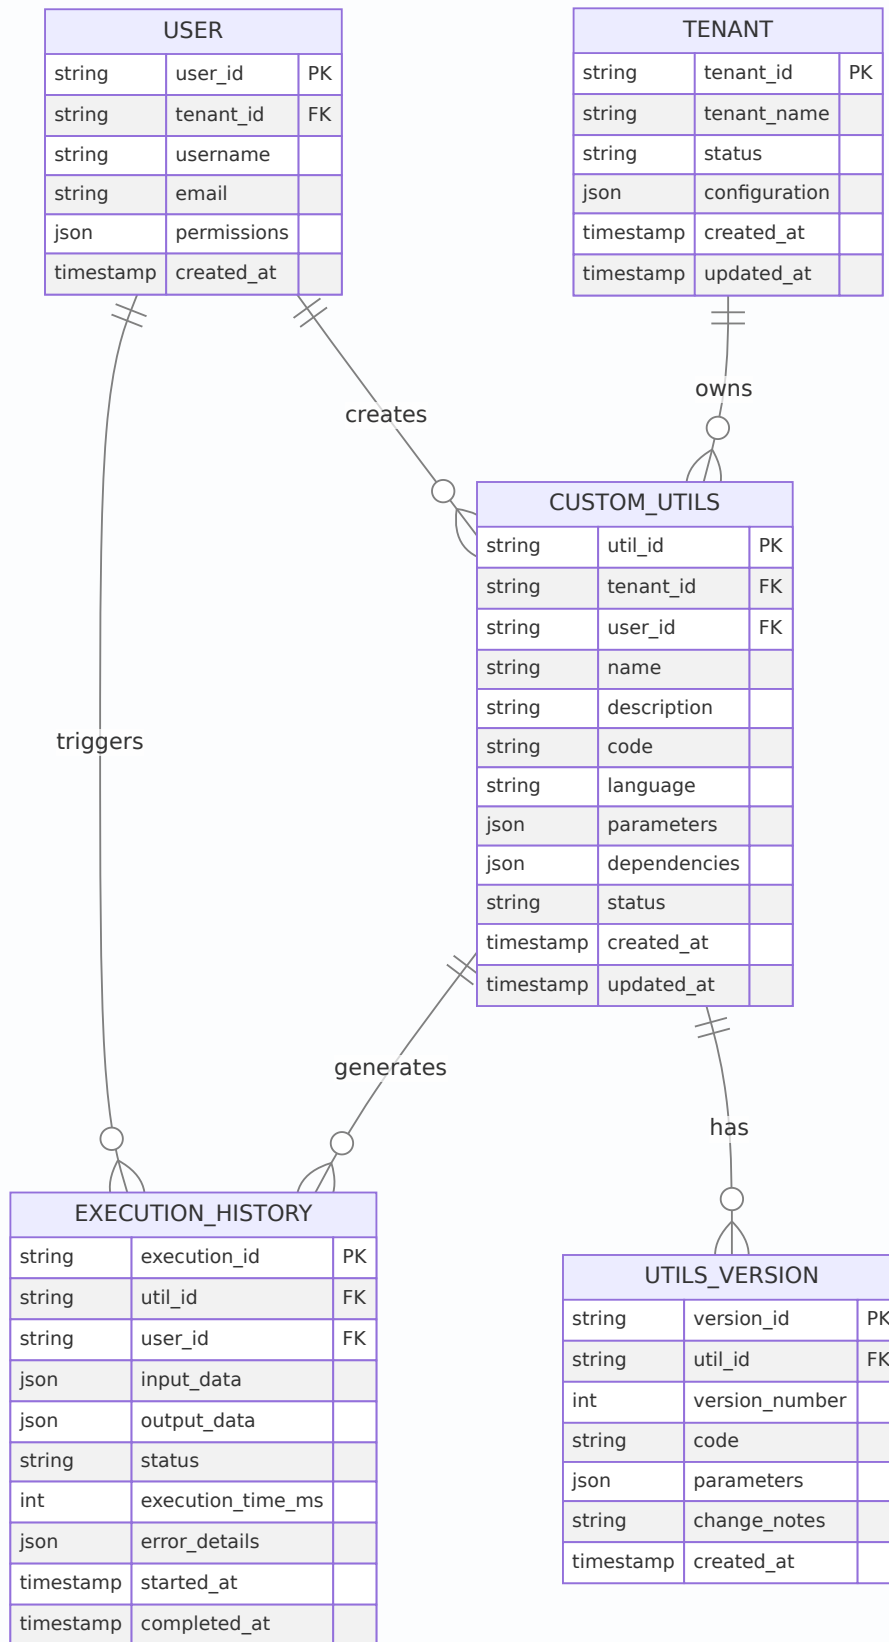 USER
string user_id PK
string tenant_id FK
string username
string email
json permissions
timestamp created_at
TENANT
string tenant_id PK
string tenant_name
string status
json configuration
timestamp created_at
timestamp updated_at
owns
creates
CUSTOM_UTILS
string util_id PK
string tenant_id FK
string user_id FK
string name
string description
string code
string language
json parameters
json dependencies
string status
timestamp created_at
timestamp updated_at
triggers
generates
has
EXECUTION_HISTORY
string execution_id PK
string util_id FK
string user_id FK
json input_data
json output_data
string status
int execution_time_ms
json error_details
timestamp started_at
timestamp completed_at
UTILS_VERSION
string version_id PK
string util_id FK
int version_number
string code
json parameters
string change_notes
timestamp created_at